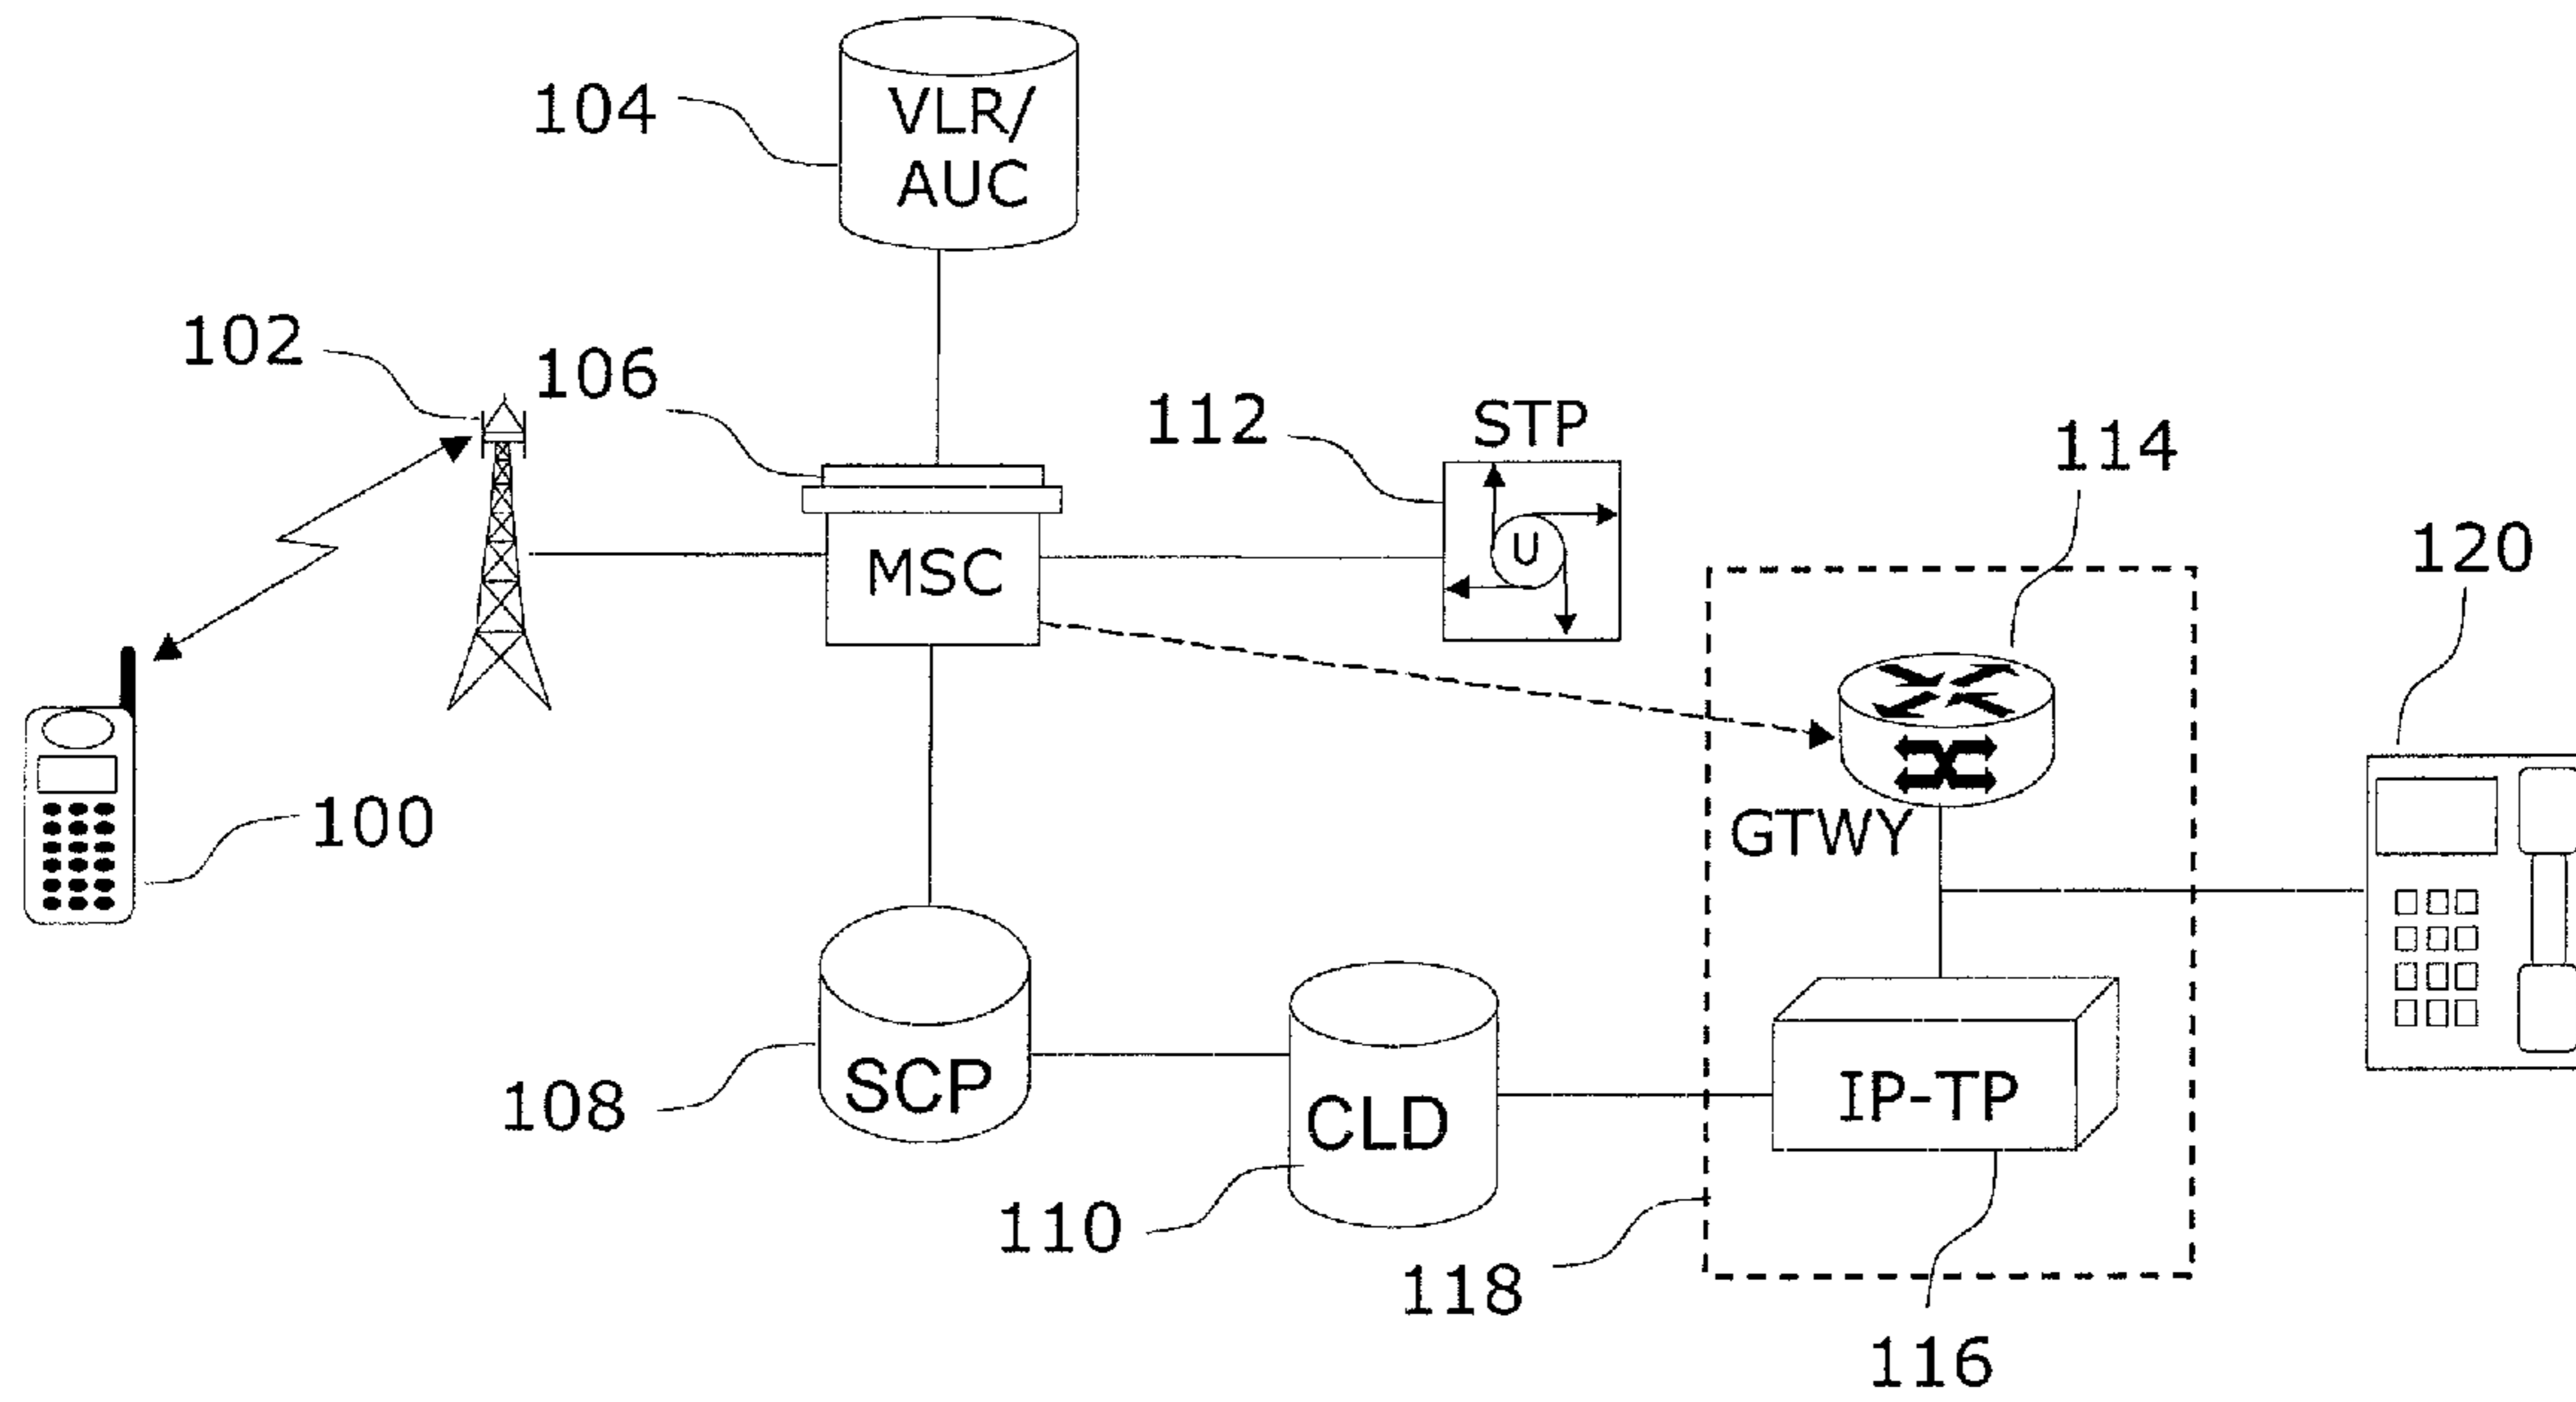 104
VLR/
AUC
102
106
112
STP
U
114
120
MSC
100
GTWY
108
SCP
110
CLD
IP-TP
118
116